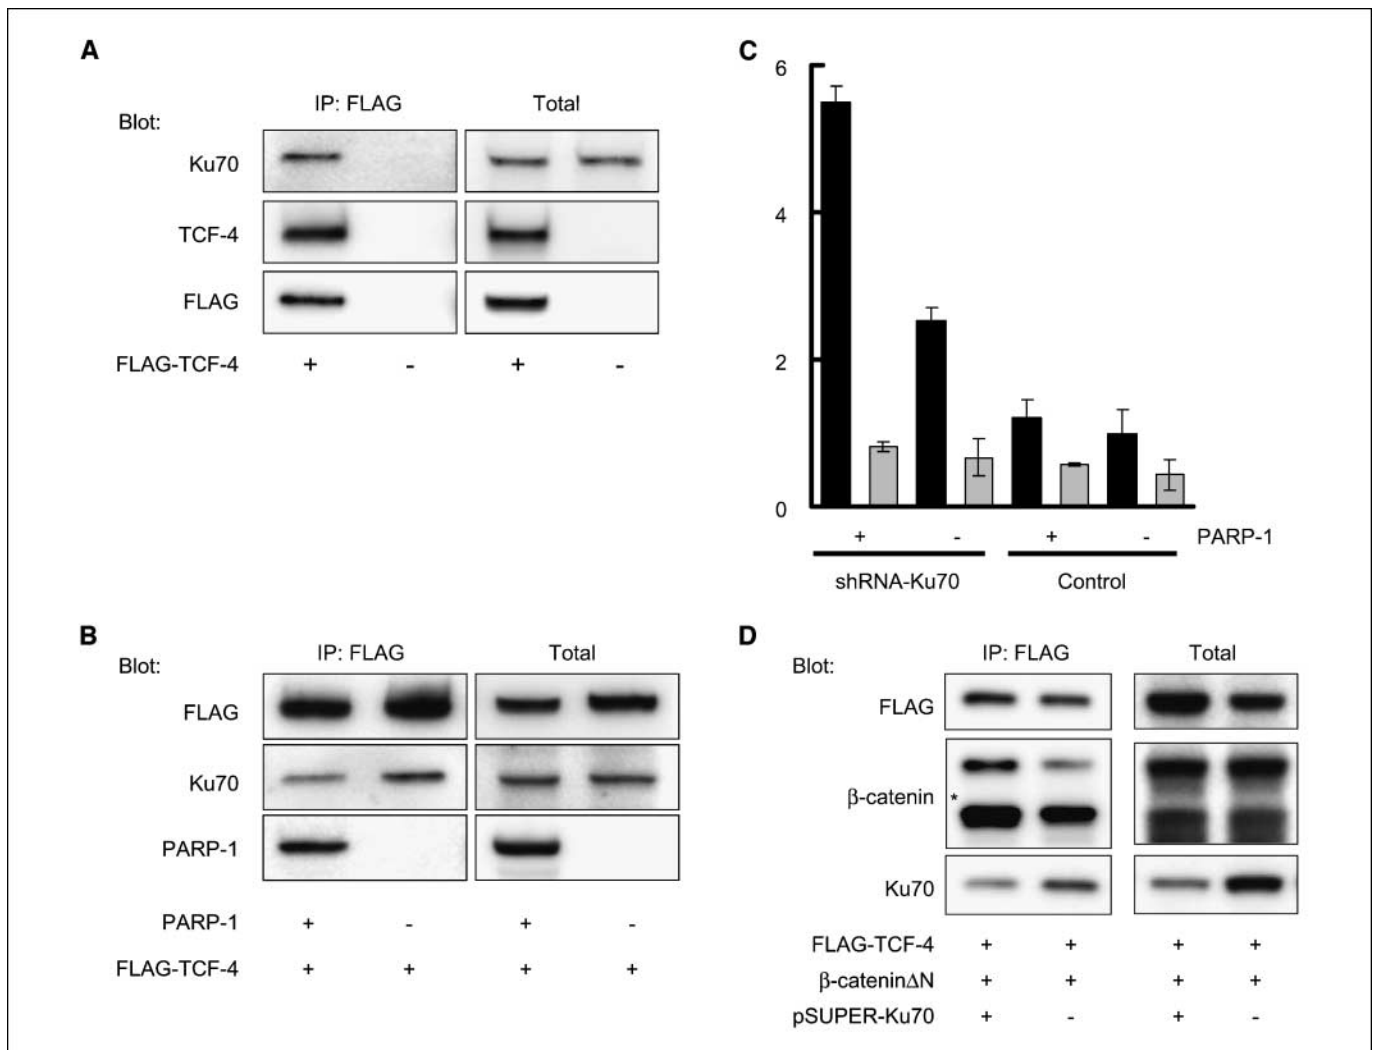 A
IP: FLAG Total
Blot:
Ku70
TCF-4
FLAG
FLAG-TCF-4 + - + -
C
6
4
2
0
+ - + - PARP-1
shRNA-Ku70 Control
B
IP: FLAG Total
Blot:
FLAG
Ku70
PARP-1
PARP-1 + - + -
FLAG-TCF-4 + + + +
D
IP: FLAG Total
Blot:
FLAG
β-catenin *
Ku70
FLAG-TCF-4 + + + +
β-cateninΔN + + + +
pSUPER-Ku70 + - + -